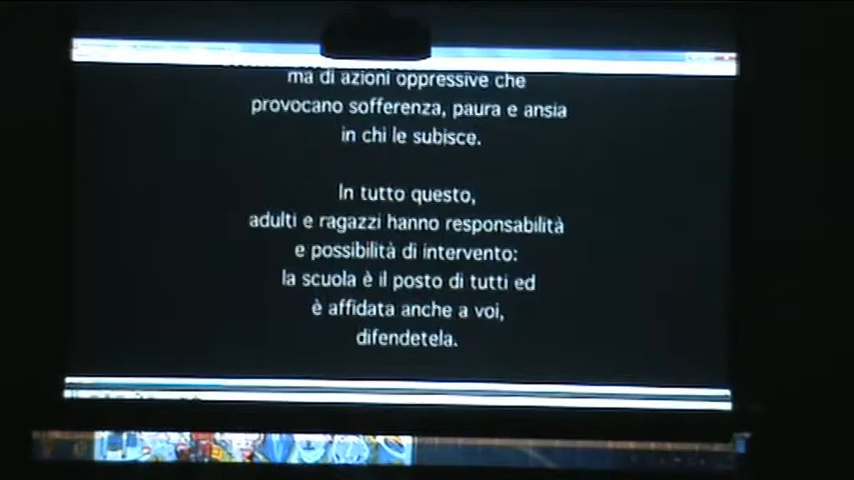 ma di azioni oppressive che
provocano sofferenza, paura e ansia
in chi le subisce.
In tutto questo,
adulti e ragazzi hanno responsabilità
e possibilità di intervento:
la scuola è il posto di tutti ed
è affidata anche a voi,
difendetela.